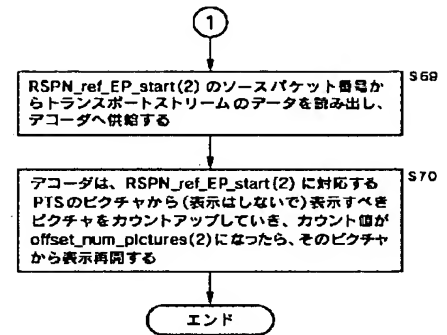 1
RSPN_ref_EP_start(2) のソースパケット番号か
らトランスポートストリームのデータを読み出し、
デコーダへ供給する
S69
デコーダは、RSPN_ref_EP_start(2) に対応する
PTSのピクチャから(表示はしないで)表示すべき
ピクチャをカウントアップしていき、カウント値が
offset_num_pictures(2)になったら、そのピクチャ
から表示再開する
S70
エンド